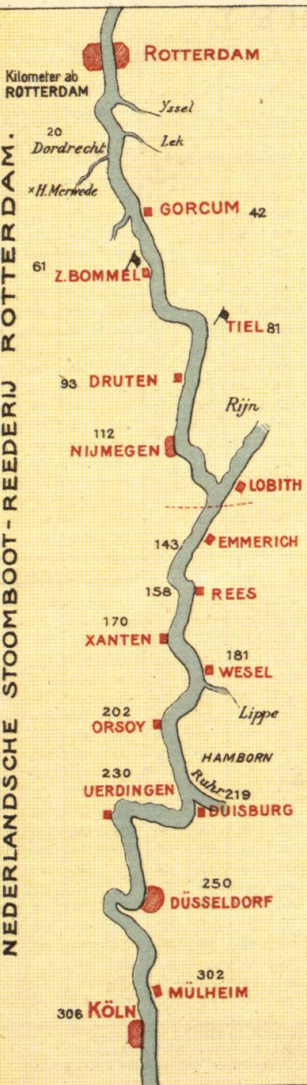 ROTTERDAM
Kilometer ab
ROTTERDAM
Yssel
20
Dordrecht
Lek
×H.Merwede
GORCUM 42
61
Z.BOMMEL
TIEL 81
93 DRUTEN
Rijn
112
NIJMEGEN
LOBITH
143
EMMERICH
158
REES
170
XANTEN
181
WESEL
202
ORSOY
Lippe
HAMBORN
230
UERDINGEN
Ruhr
219
DUISBURG
250
DÜSSELDORF
302
MÜLHEIM
306 KÖLN
NEDERLANDSCHE STOOMBOOT-REEDERIJ ROTTERDAM.